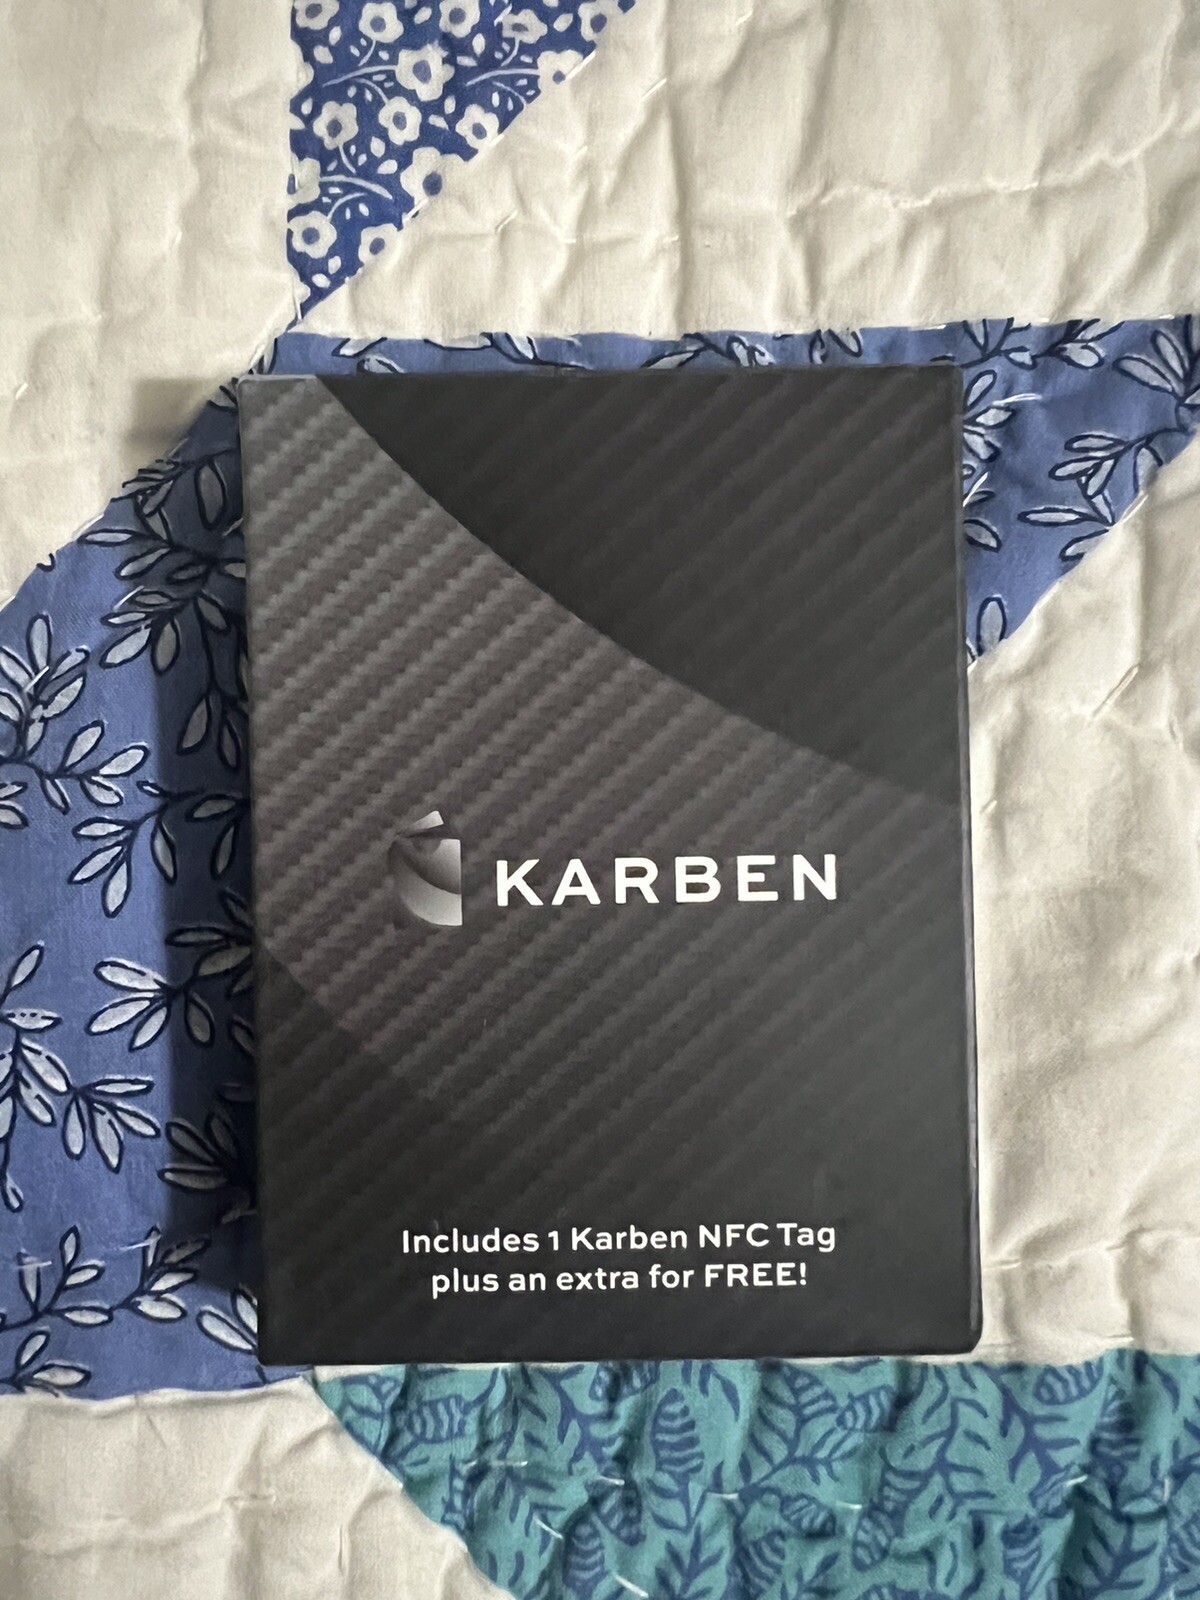 KARBEN
Includes 1 Karben NFC Tag
plus an extra for FREE!